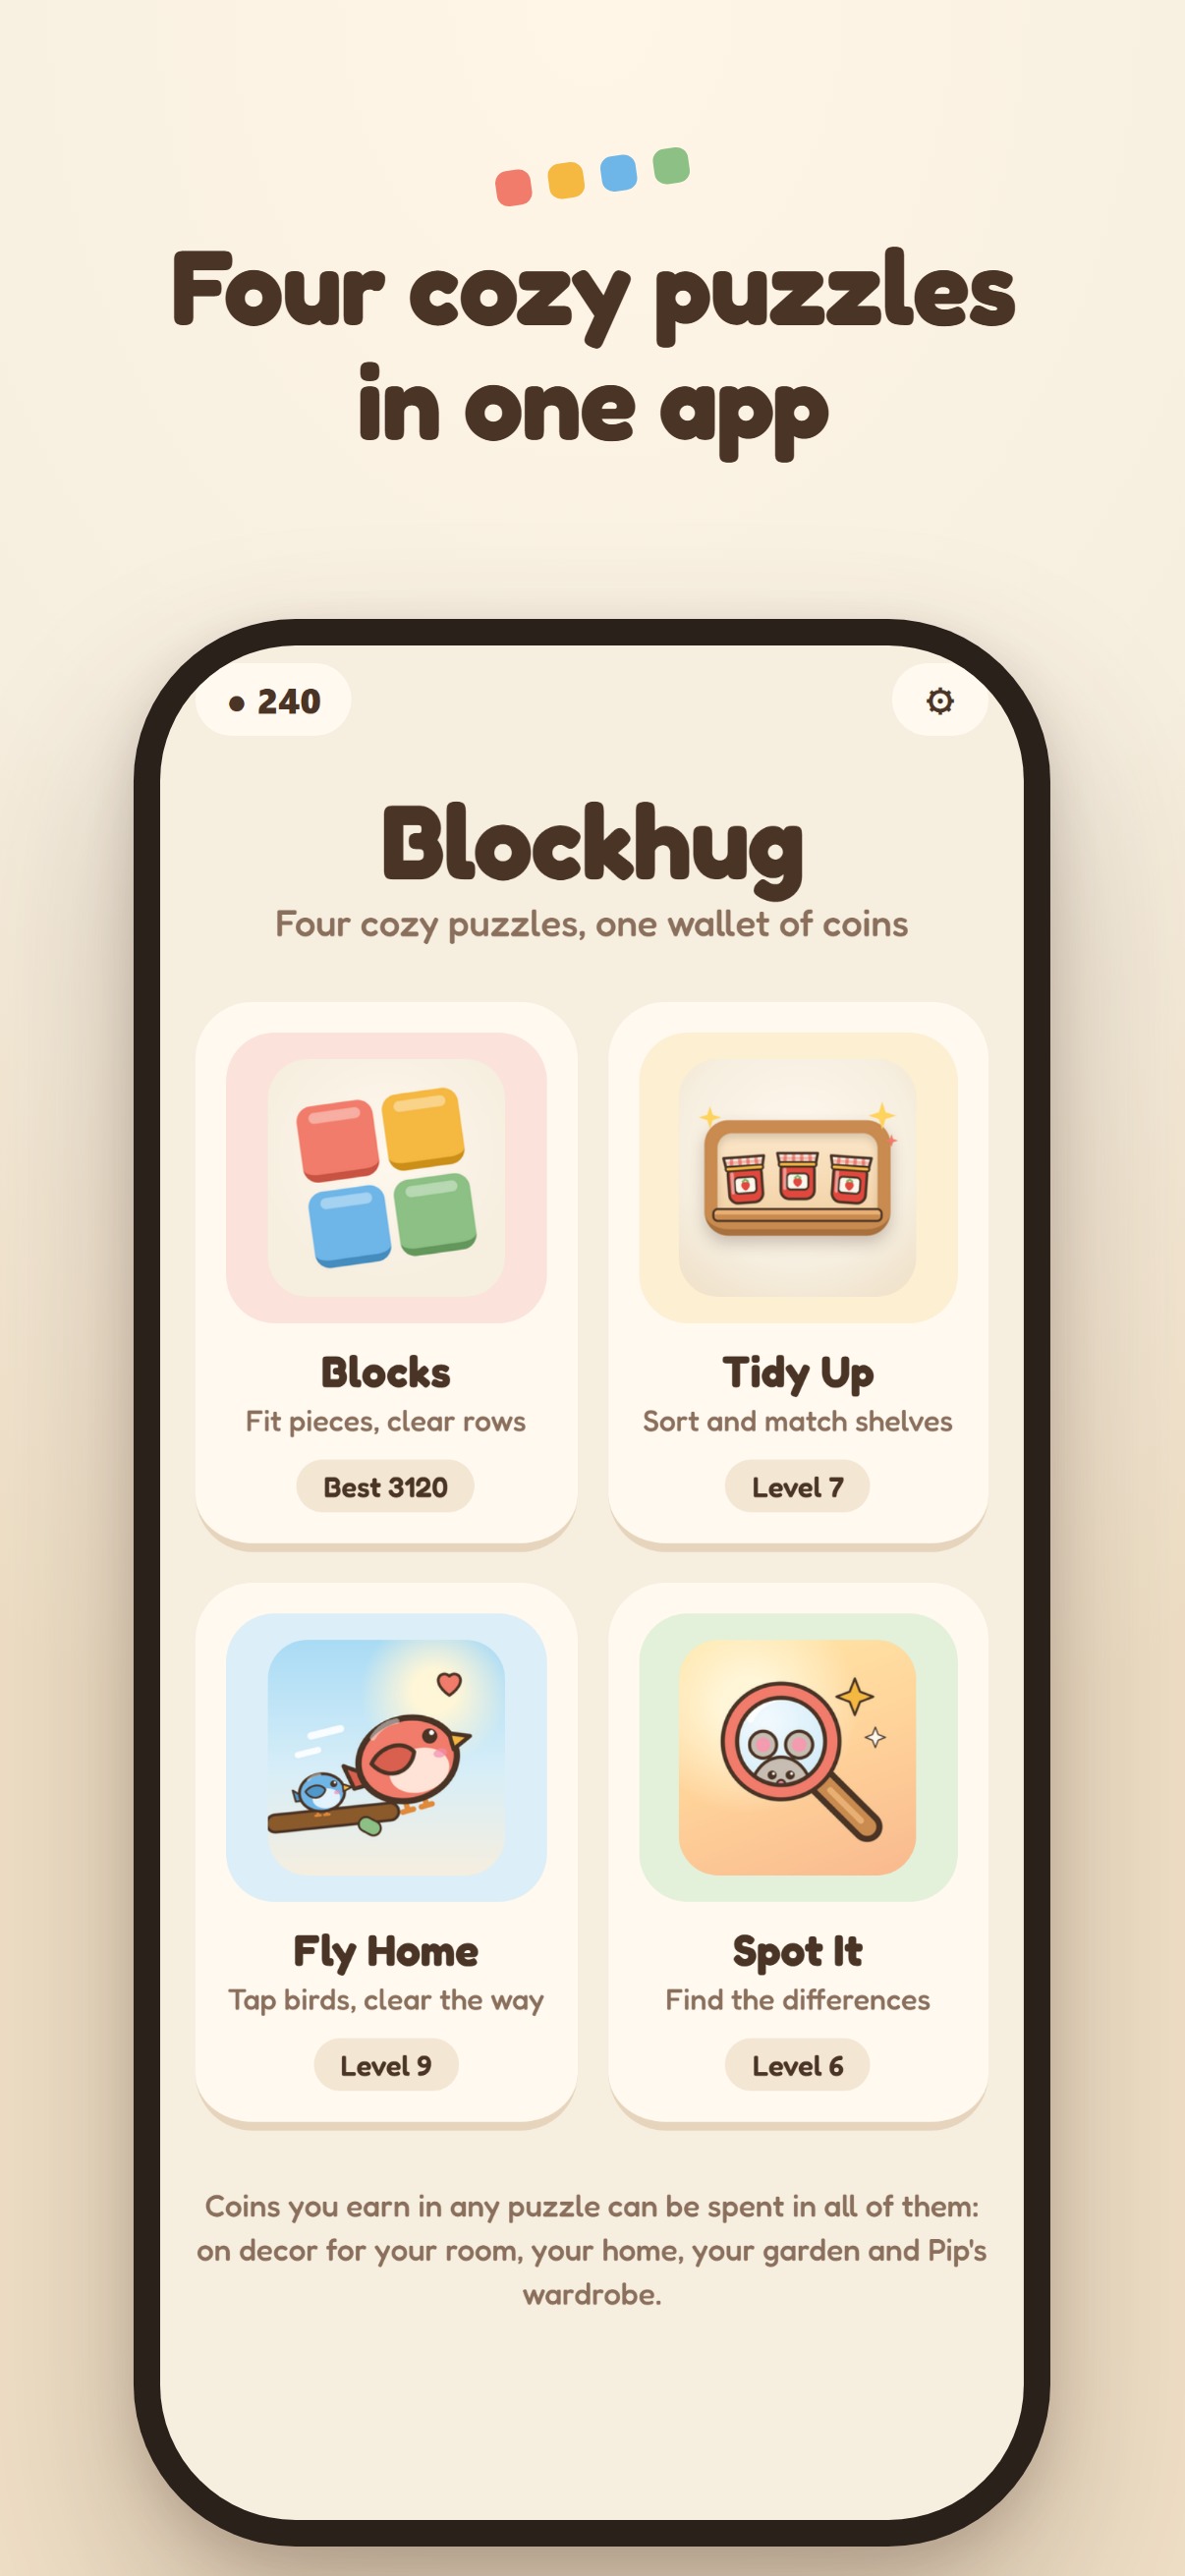 Four cozy puzzles
in one app
240
Blockhug
Four cozy puzzles, one wallet of coins
Blocks
Fit pieces, clear rows
Best 3120
Tidy Up
Sort and match shelves
Level 7
Fly Home
Tap birds, clear the way
Level 9
Spot It
Find the differences
Level 6
Coins you earn in any puzzle can be spent in all of them:
on decor for your room, your home, your garden and Pip's
wardrobe.